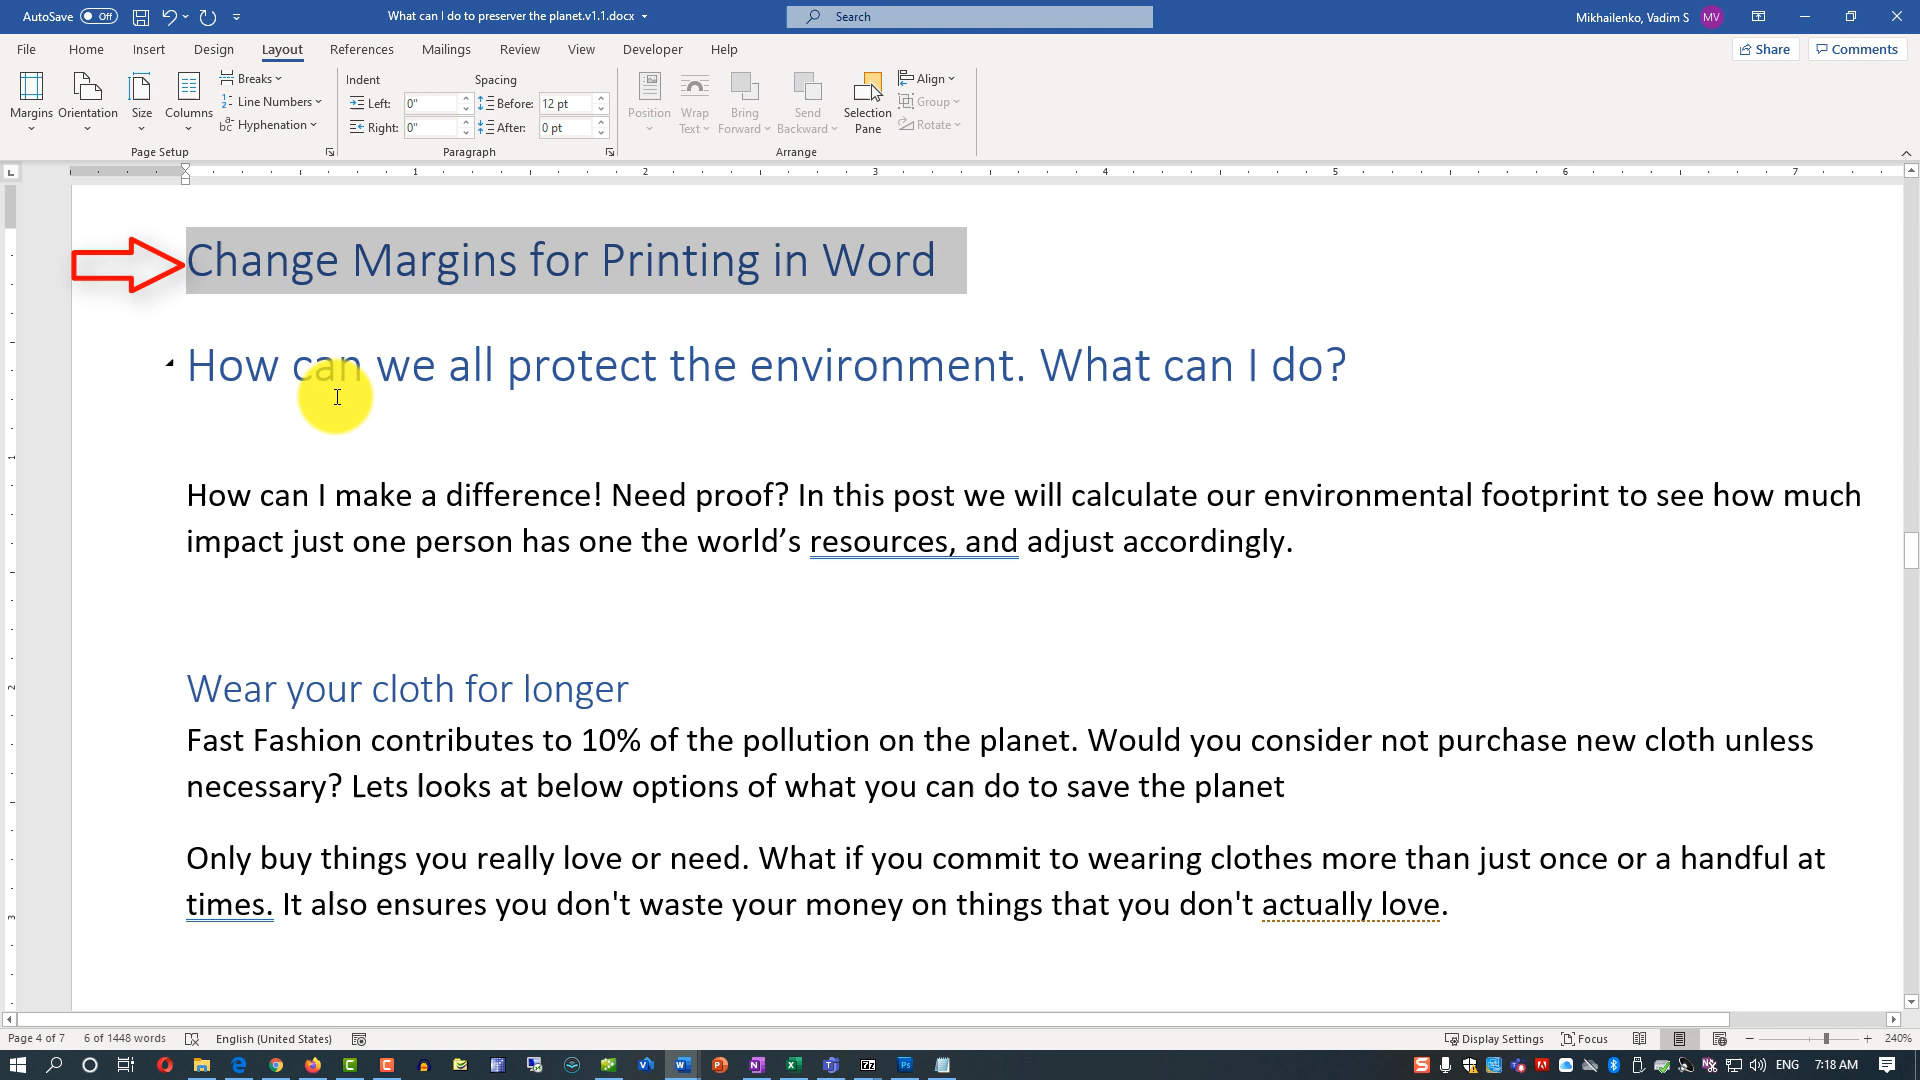 AutoSave Off
What can I do to preserver the planet.v1.1.docx
Search
Mikhailenko, Vadim S MV
File Home Insert Design Layout References Mailings Review View Developer Help
Share Comments
Margins Orientation Size Columns
Breaks
Line Numbers
Hyphenation
Page Setup
Indent Spacing
Left: 0" Before: 12 pt
Right: 0" After: 0 pt
Paragraph
Position Wrap Text Bring Forward Send Backward Selection Pane
Align
Group
Rotate
Arrange
1 2 3 4 5 6 7
Change Margins for Printing in Word
How can we all protect the environment. What can I do?
How can I make a difference! Need proof? In this post we will calculate our environmental footprint to see how much
impact just one person has one the world’s resources, and adjust accordingly.
Wear your cloth for longer
Fast Fashion contributes to 10% of the pollution on the planet. Would you consider not purchase new cloth unless
necessary? Lets looks at below options of what you can do to save the planet
Only buy things you really love or need. What if you commit to wearing clothes more than just once or a handful at
times. It also ensures you don't waste your money on things that you don't actually love.
1
2
3
Page 4 of 7 6 of 1448 words English (United States) Display Settings Focus 240%
ENG 7:18 AM